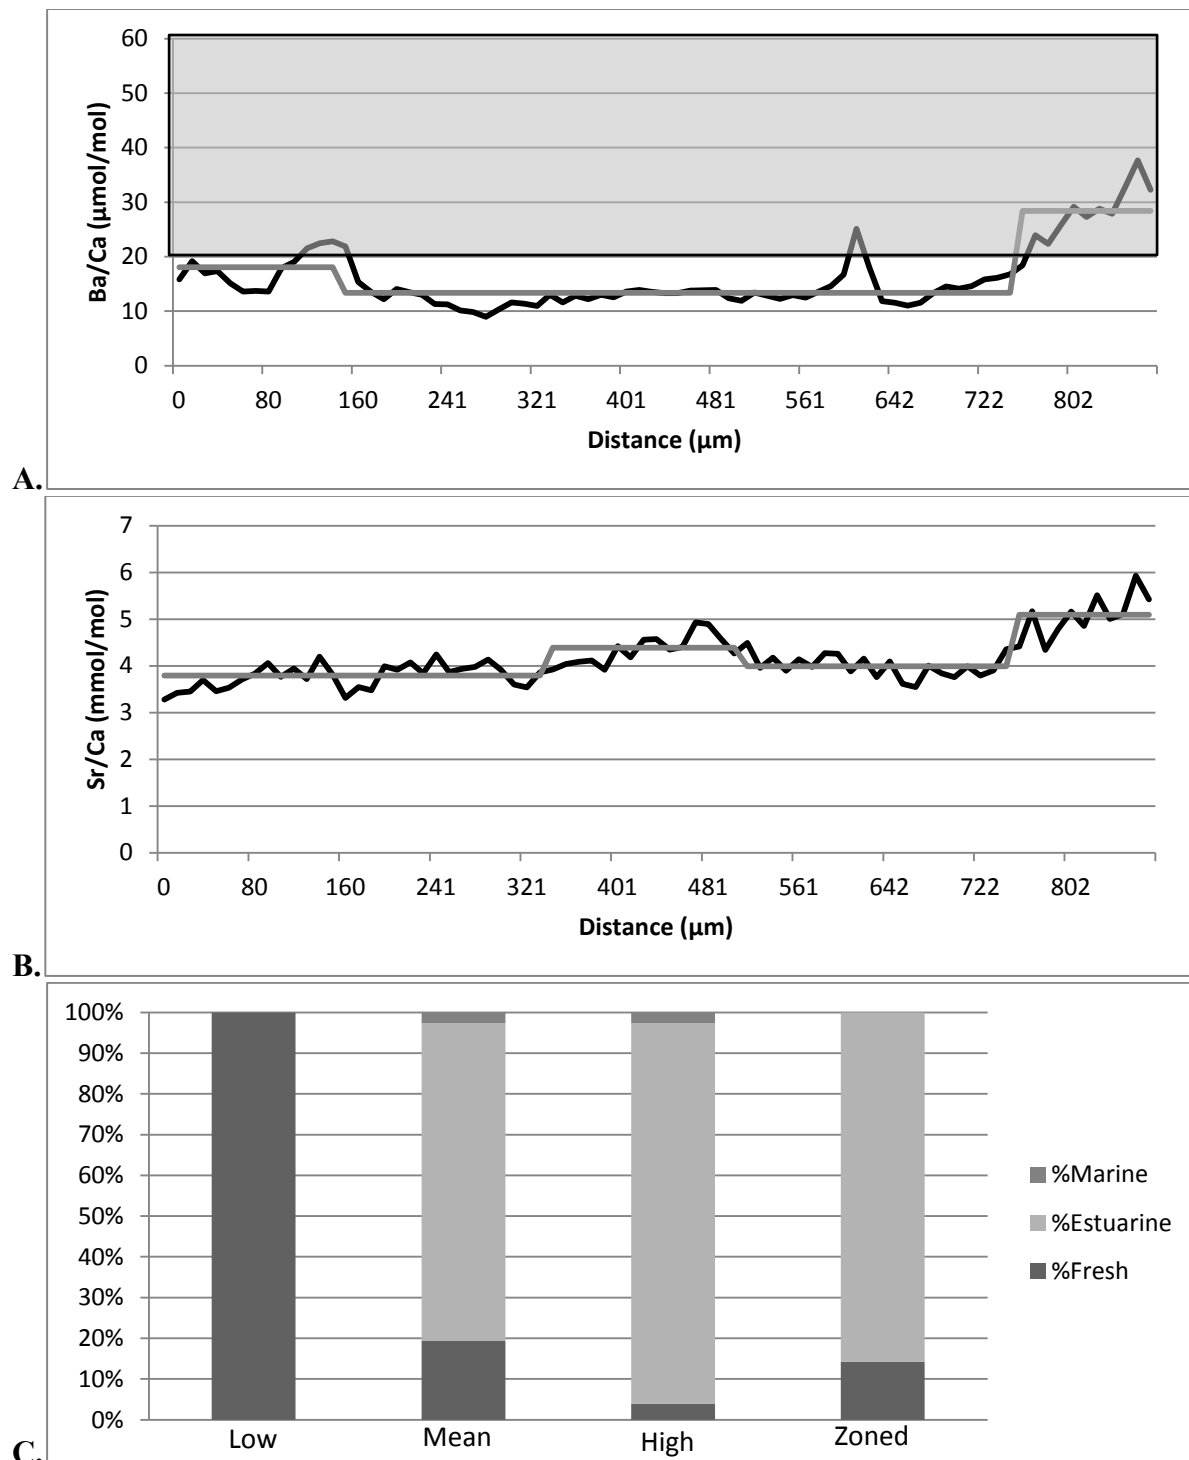 60
50
40
30
20
10
0
Ba/Ca (µmol/mol)
0 80 160 241 321 401 481 561 642 722 802
Distance (µm)
A.
7
6
5
4
3
2
1
0
Sr/Ca (mmol/mol)
0 80 160 241 321 401 481 561 642 722 802
Distance (µm)
B.
100%
90%
80%
70%
60%
50%
40%
30%
20%
10%
0%
Low Mean High Zoned
%Marine
%Estuarine
%Fresh
C.